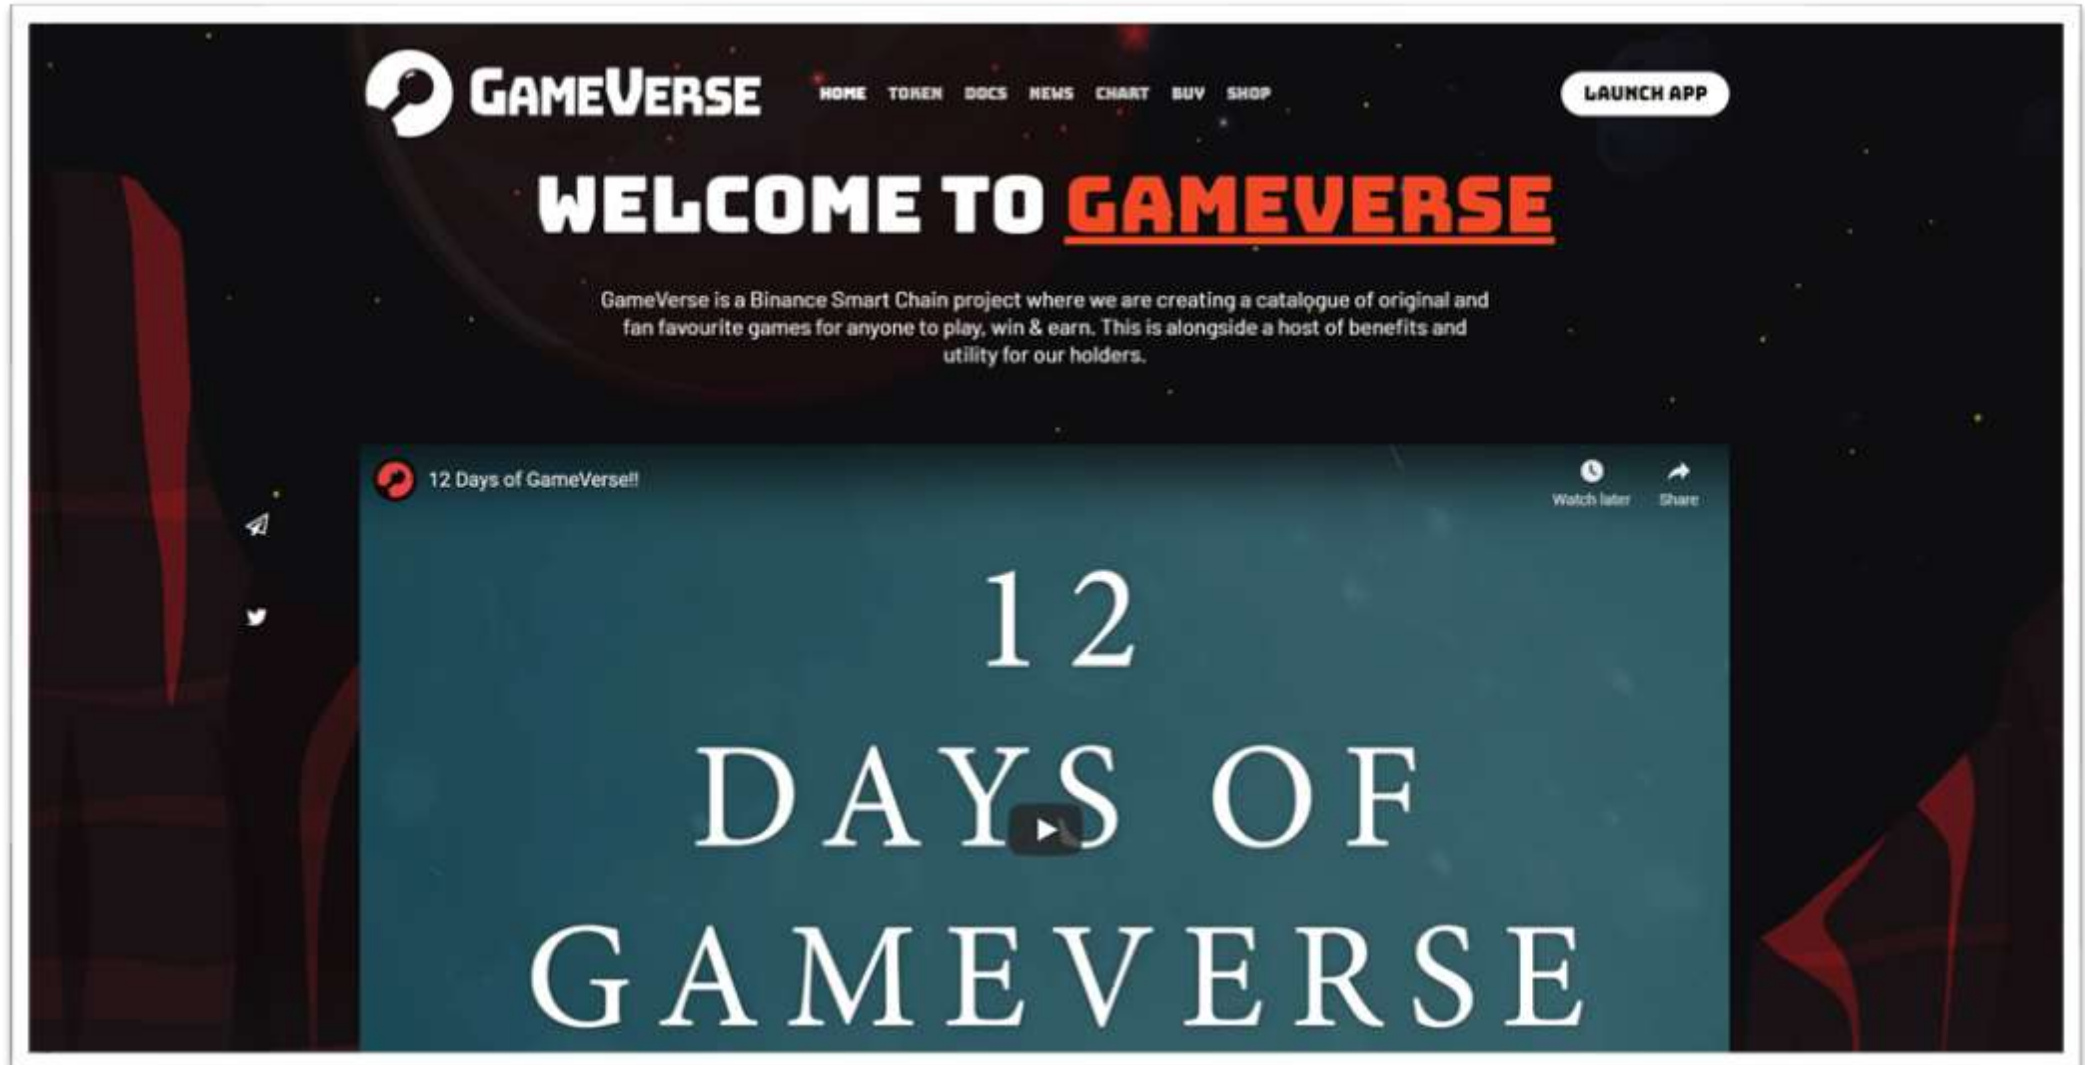 GAMEVERSE
HOME TOKEN DOCS NEWS CHART BUY SHOP
LAUNCH APP
WELCOME TO GAMEVERSE
GameVerse is a Binance Smart Chain project where we are creating a catalogue of original and
fan favourite games for anyone to play, win & earn. This is alongside a host of benefits and
utility for our holders.
12 Days of GameVerse!!
Watch later
Share
12
DAYS OF
GAMEVERSE